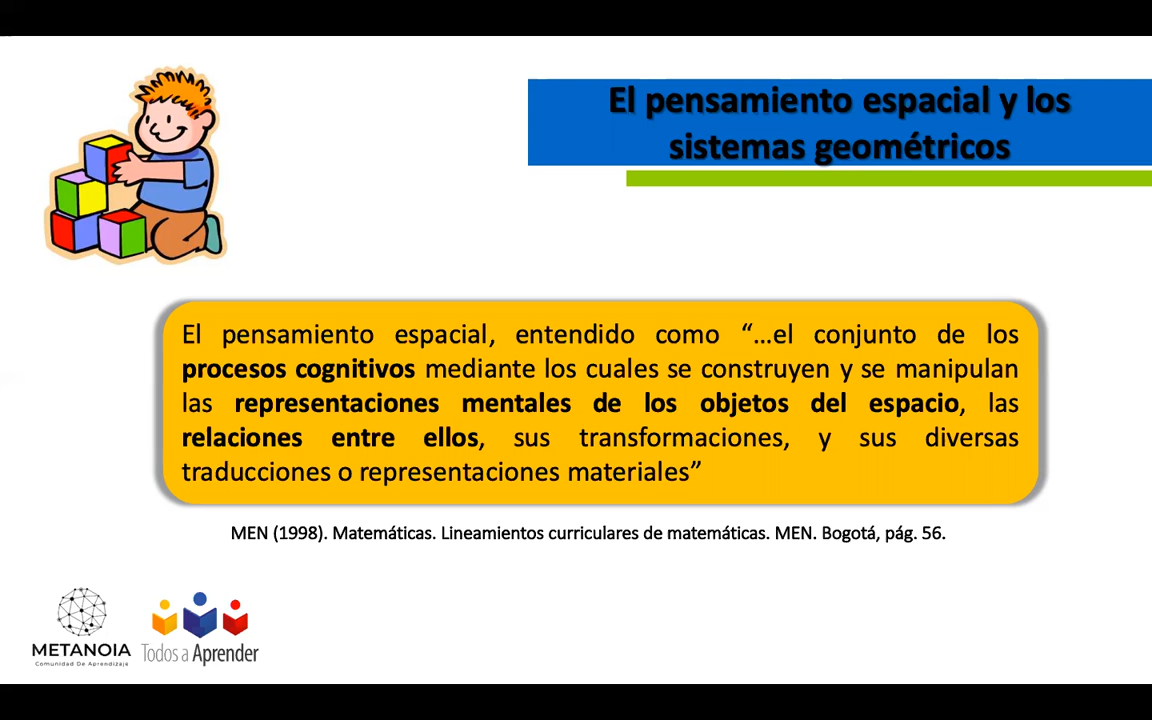 El pensamiento espacial y los
sistemas geométricos
El pensamiento espacial, entendido como “…el conjunto de los
procesos cognitivos mediante los cuales se construyen y se manipulan
las representaciones mentales de los objetos del espacio, las
relaciones entre ellos, sus transformaciones, y sus diversas
traducciones o representaciones materiales”
MEN (1998). Matemáticas. Lineamientos curriculares de matemáticas. MEN. Bogotá, pág. 56.
METANOIA
Comunidad De Aprendizaje
Todos a Aprender